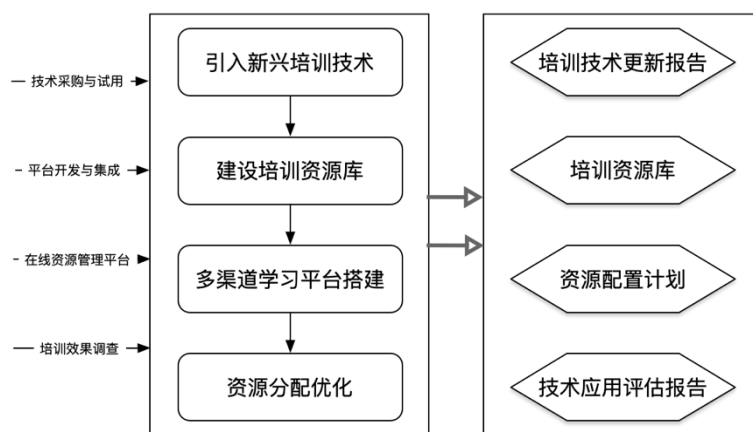 引入新兴培训技术
培训技术更新报告
技术采购与试用
建设培训资源库
培训资源库
平台开发与集成
多渠道学习平台搭建
资源配置计划
在线资源管理平台
培训效果调查
资源分配优化
技术应用评估报告